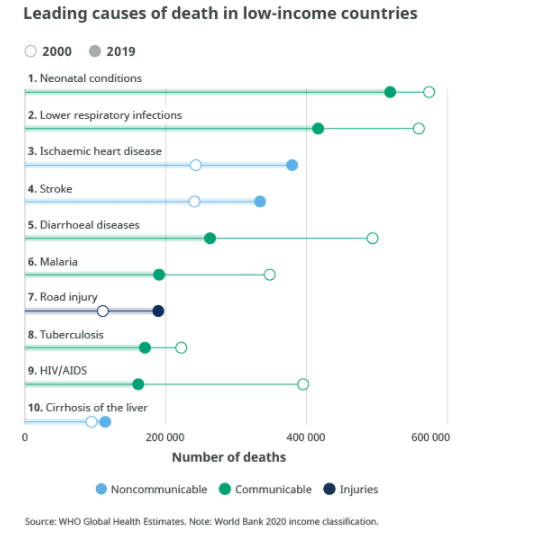 Leading causes of death in low-income countries
2000 2019
1. Neonatal conditions
2. Lower respiratory infections
3. Ischaemic heart disease
4. Stroke
5. Diarrhoeal diseases
6. Malaria
7. Road injury
8. Tuberculosis
9. HIV/AIDS
10. Cirrhosis of the liver
0 200 000 400 000 600 000
Number of deaths
Noncommunicable Communicable Injuries
Source: WHO Global Health Estimates. Note: World Bank 2020 income classification.